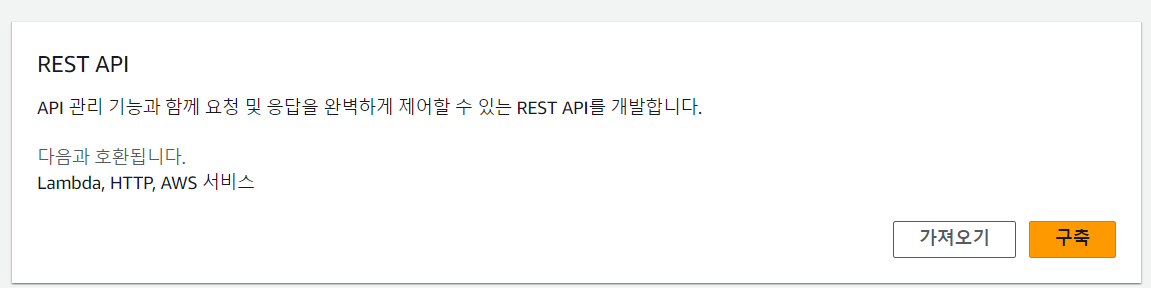 REST API
API 관리 기능과 함께 요청 및 응답을 완벽하게 제어할 수 있는 REST API를 개발합니다.
다음과 호환됩니다.
Lambda, HTTP, AWS 서비스
가져오기 구축